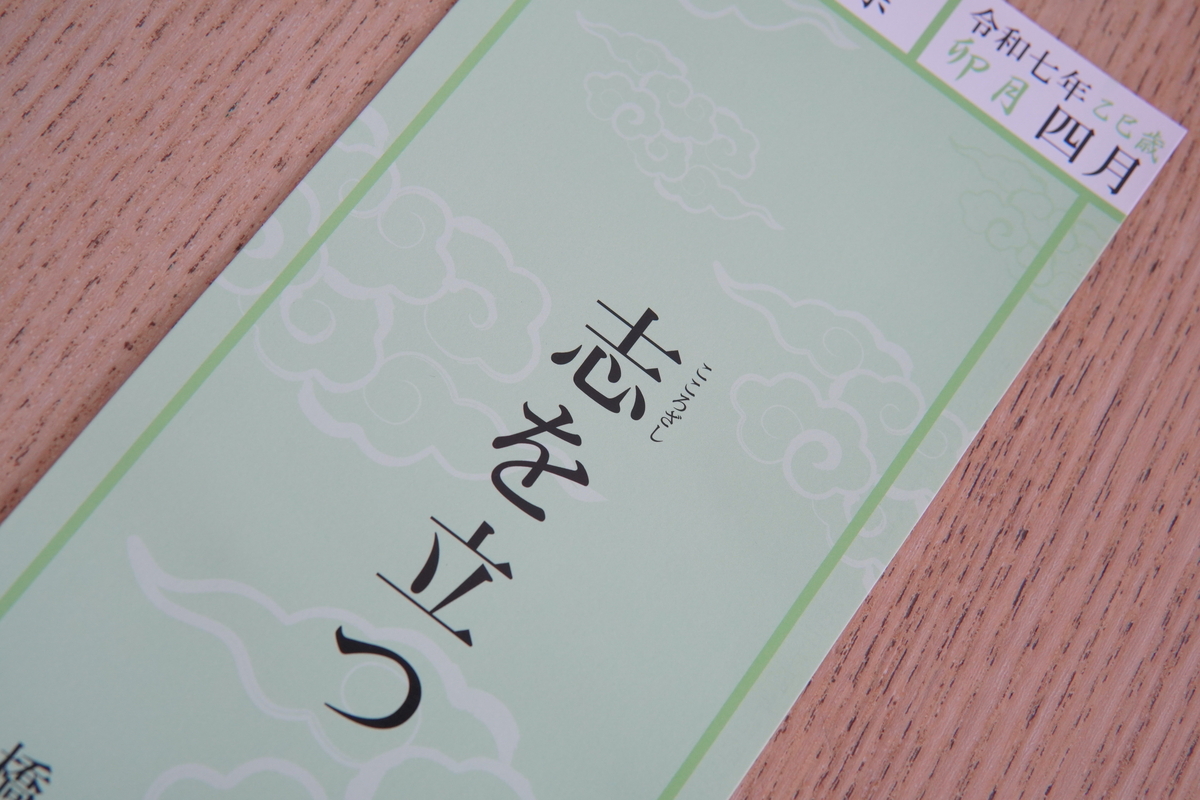 令和七年 乙巳歳
卯月 四月
こころざし
志を立つ
橋